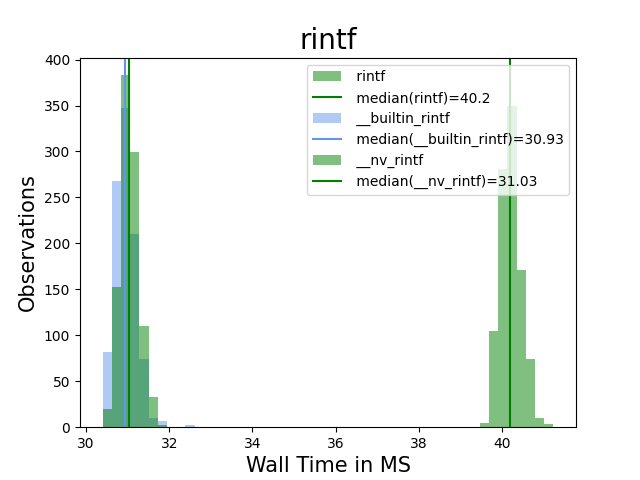 rintf
400
350
300
250
200
150
100
50
0
Observations
rintf
median(rintf)=40.2
__builtin_rintf
median(__builtin_rintf)=30.93
__nv_rintf
median(__nv_rintf)=31.03
30 32 34 36 38 40
Wall Time in MS